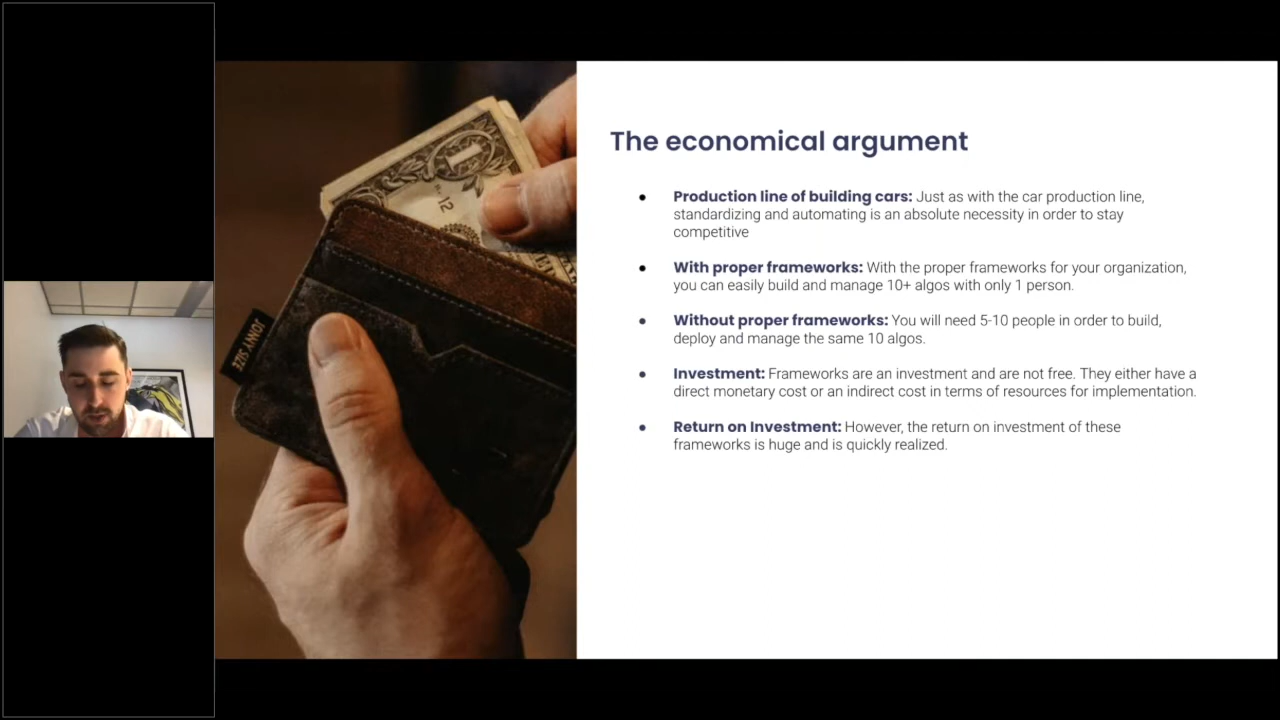 The economical argument
Production line of building cars: Just as with the car production line,
standardizing and automating is an absolute necessity in order to stay
competitive
With proper frameworks: With the proper frameworks for your organization,
you can easily build and manage 10+ algos with only 1 person.
Without proper frameworks: You will need 5-10 people in order to build,
deploy and manage the same 10 algos.
Investment: Frameworks are an investment and are not free. They either have a
direct monetary cost or an indirect cost in terms of resources for implementation.
Return on Investment: However, the return on investment of these
frameworks is huge and is quickly realized.
JONY SIZE
1
12